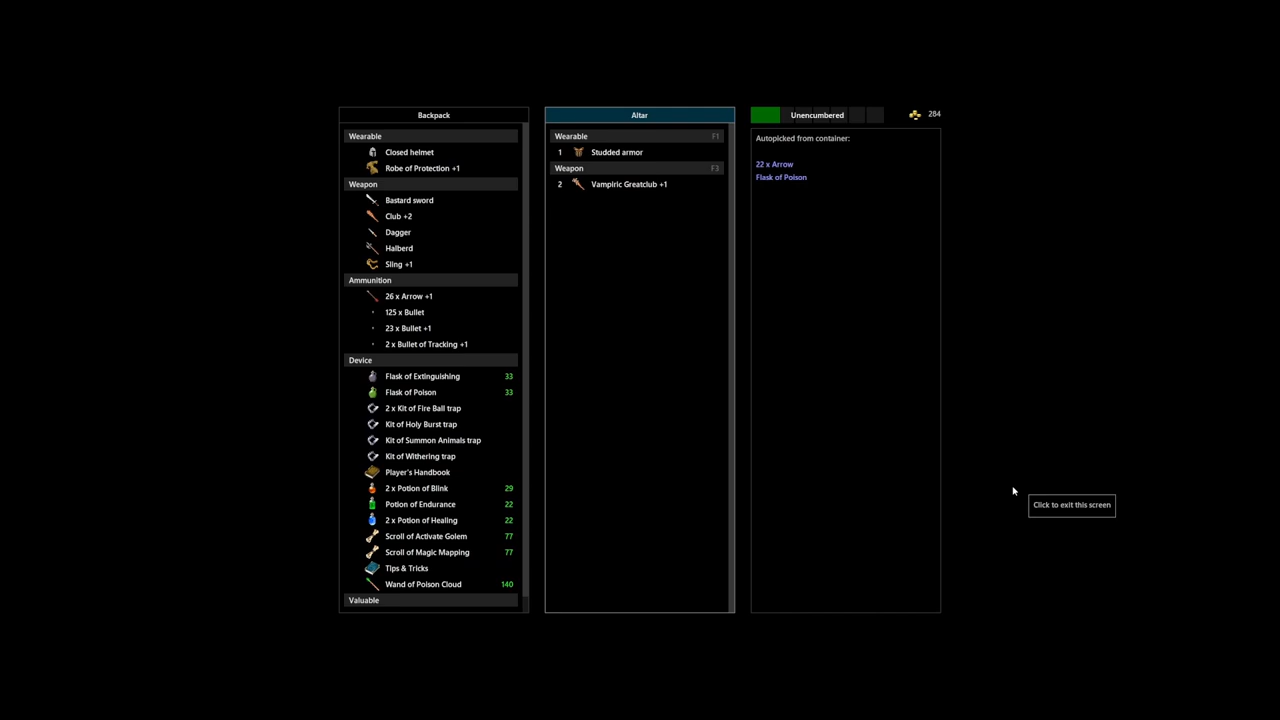 Backpack
Wearable
Closed helmet
Robe of Protection +1
Weapon
Bastard sword
Club +2
Dagger
Halberd
Sling +1
Ammunition
26 x Arrow +1
125 x Bullet
23 x Bullet +1
2 x Bullet of Tracking +1
Device
Flask of Extinguishing 33
Flask of Poison 33
2 x Kit of Fire Ball trap
Kit of Holy Burst trap
Kit of Summon Animals trap
Kit of Withering trap
Player's Handbook
2 x Potion of Blink 29
Potion of Endurance 22
2 x Potion of Healing 22
Scroll of Activate Golem 77
Scroll of Magic Mapping 77
Tips & Tricks
Wand of Poison Cloud 140
Valuable
Altar
Wearable F1
1 Studded armor
Weapon F3
2 Vampiric Greatclub +1
Unencumbered 284
Autopicked from container:
22 x Arrow
Flask of Poison
Click to exit this screen